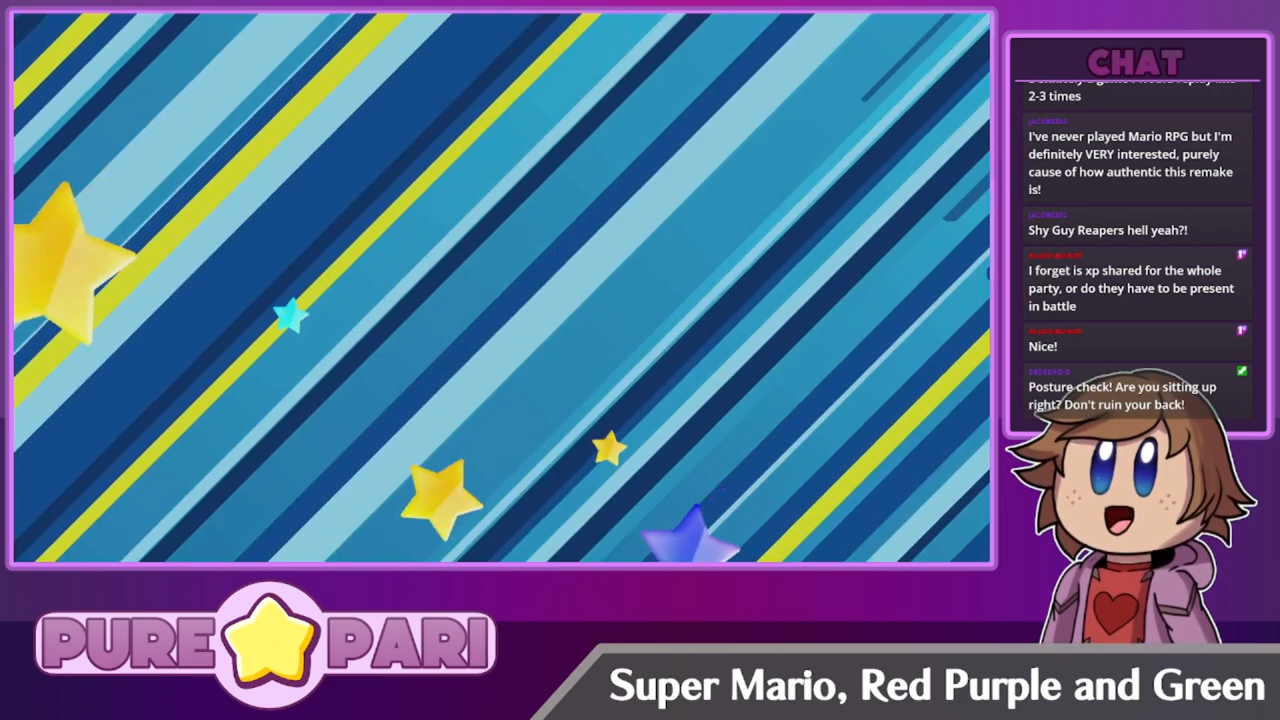 CHAT
2-3 times
JACOBE302
I've never played Mario RPG but I'm
definitely VERY interested, purely
cause of how authentic this remake
is!
JACOBE302
Shy Guy Reapers hell yeah?!
I forget is xp shared for the whole
party, or do they have to be present
in battle
Nice!
Posture check! Are you sitting up
right? Don't ruin your back!
PURE PARI
Super Mario, Red Purple and Green